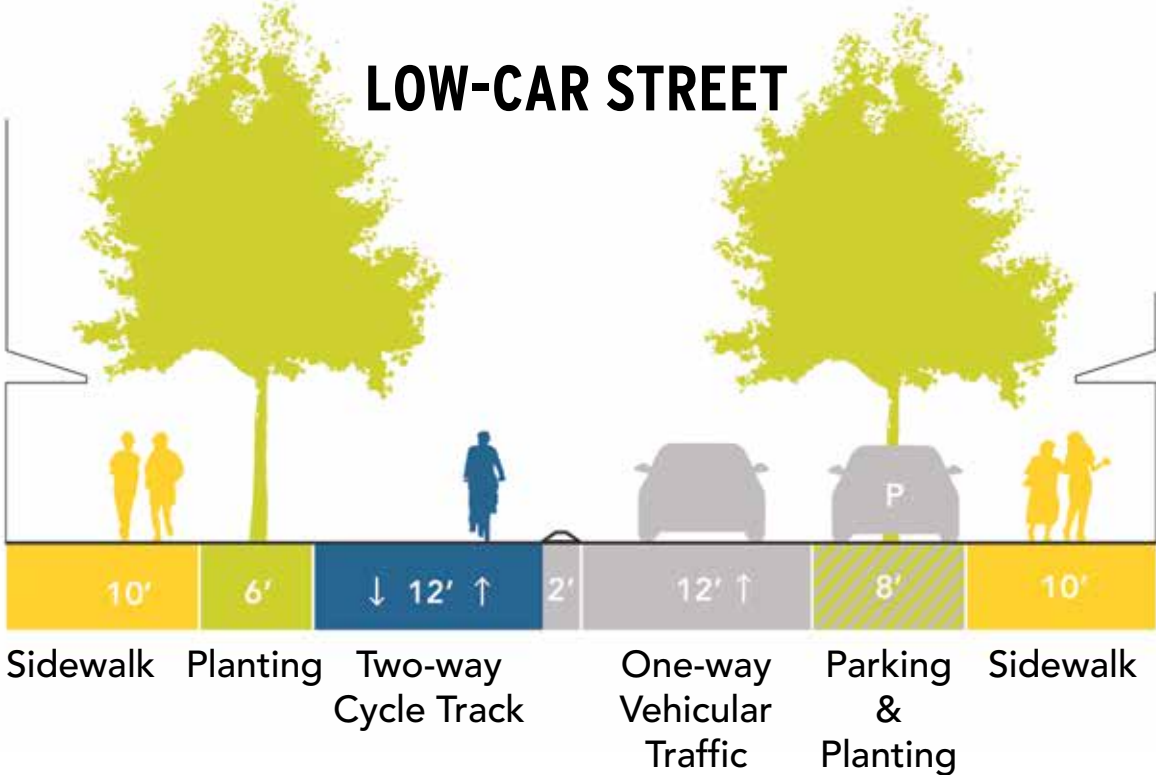 LOW-CAR STREET
P
10′ 6′ ↓ 12′ ↑ 2′ 12′ ↑ 8′ 10′
Sidewalk Planting Two-way One-way Parking Sidewalk
Cycle Track Vehicular &
Traffic Planting